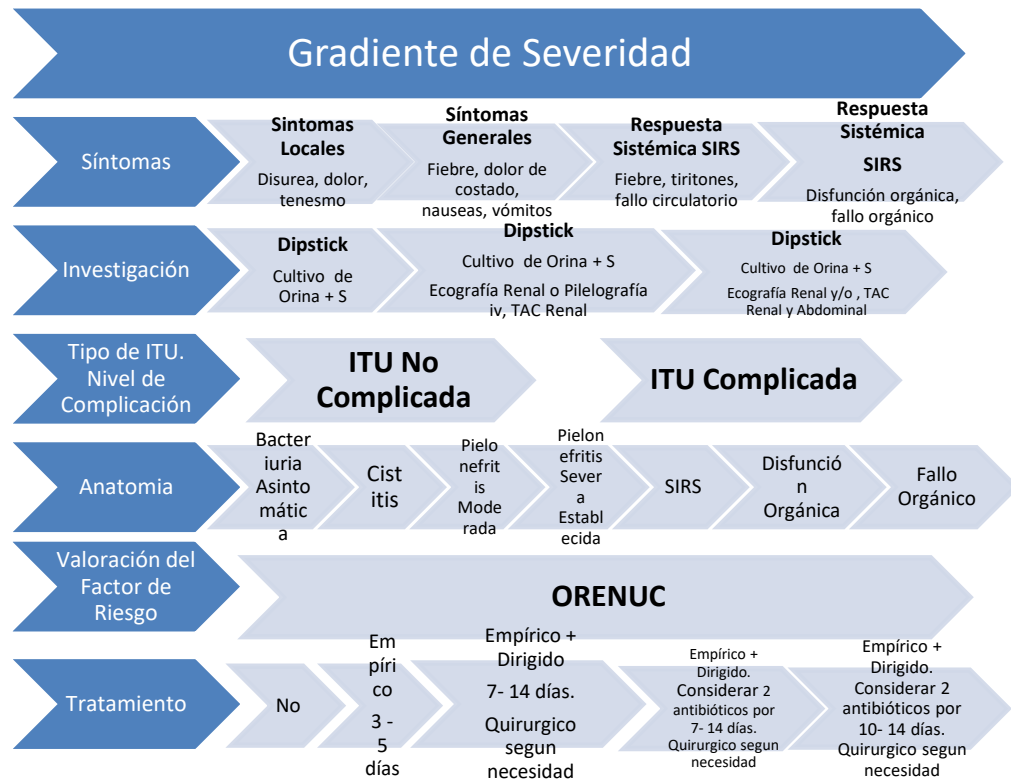 Gradiente de Severidad
Síntomas
Sintomas
Locales
Disurea, dolor,
tenesmo
Síntomas
Generales
Fiebre, dolor de
costado,
nauseas, vómitos
Respuesta
Sistémica SIRS
Fiebre, tiritones,
fallo circulatorio
Respuesta
Sistémica
SIRS
Disfunción orgánica,
fallo orgánico
Investigación
Dipstick
Cultivo de
Orina + S
Dipstick
Cultivo de Orina + S
Ecografía Renal o Pilelografía
iv, TAC Renal
Dipstick
Cultivo de Orina + S
Ecografía Renal y/o , TAC
Renal y Abdominal
Tipo de ITU.
Nivel de
Complicación
ITU No
Complicada
ITU Complicada
Anatomia
Bacter
iuria
Asinto
mátic
a
Cist
itis
Pielo
nefrit
is
Mode
rada
Pielon
efritis
Sever
a
Establ
ecida
SIRS
Disfunció
n
Orgánica
Fallo
Orgánico
Valoración del
Factor de
Riesgo
ORENUC
Tratamiento
No
Em
píri
co
3 -
5
días
Empírico +
Dirigido
7- 14 días.
Quirurgico
segun
necesidad
Empírico +
Dirigido.
Considerar 2
antibióticos por
7- 14 días.
Quirurgico segun
necesidad
Empírico +
Dirigido.
Considerar 2
antibióticos por
10- 14 días.
Quirurgico segun
necesidad